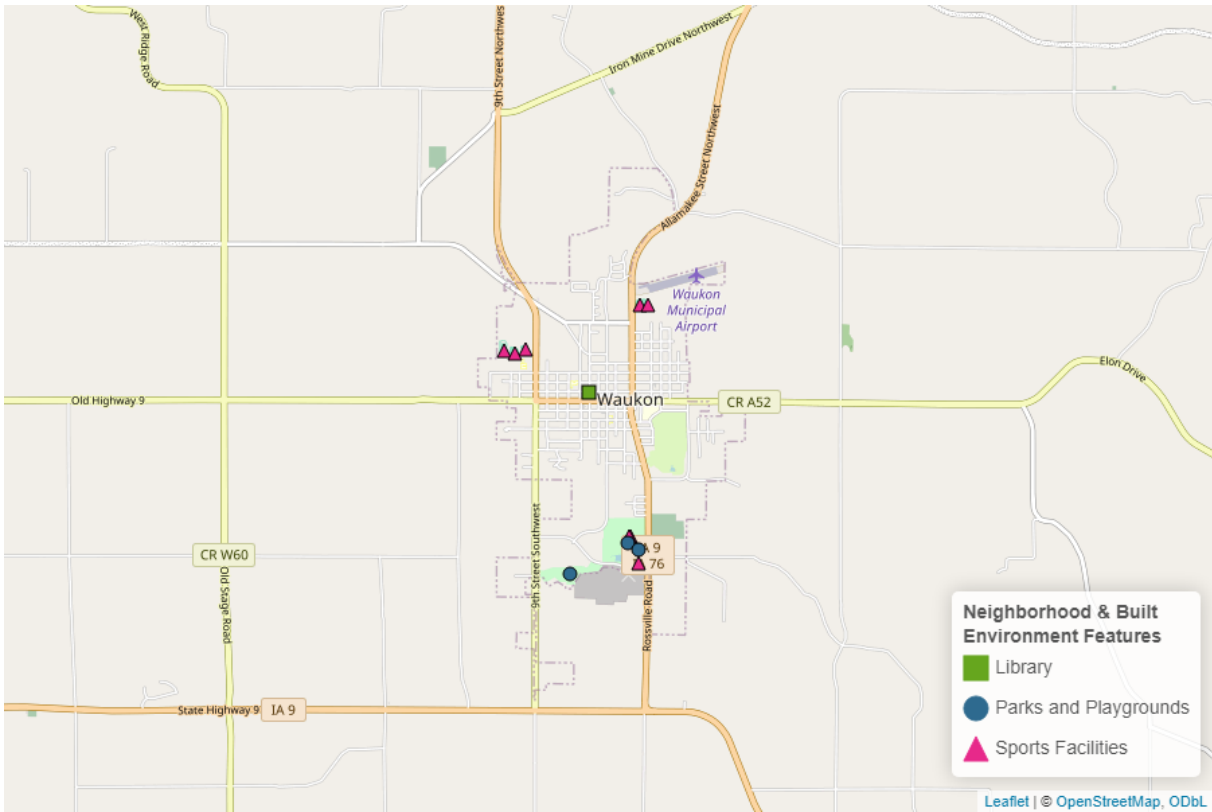 West Ridge Road
9th Street Northwes
Iron Mine Drive Northwest
Allamakee Street Northwest
Waukon
Municipal
Airport
Elon Drive
Old Highway 9
Waukon
CR A52
9th Street Southwest
CR W60
Old Stage Road
A 9
76
Rossville Road
State Highway 9
IA 9
Neighborhood & Built
Environment Features
Library
Parks and Playgrounds
Sports Facilities
Leaflet | © OpenStreetMap, ODbL